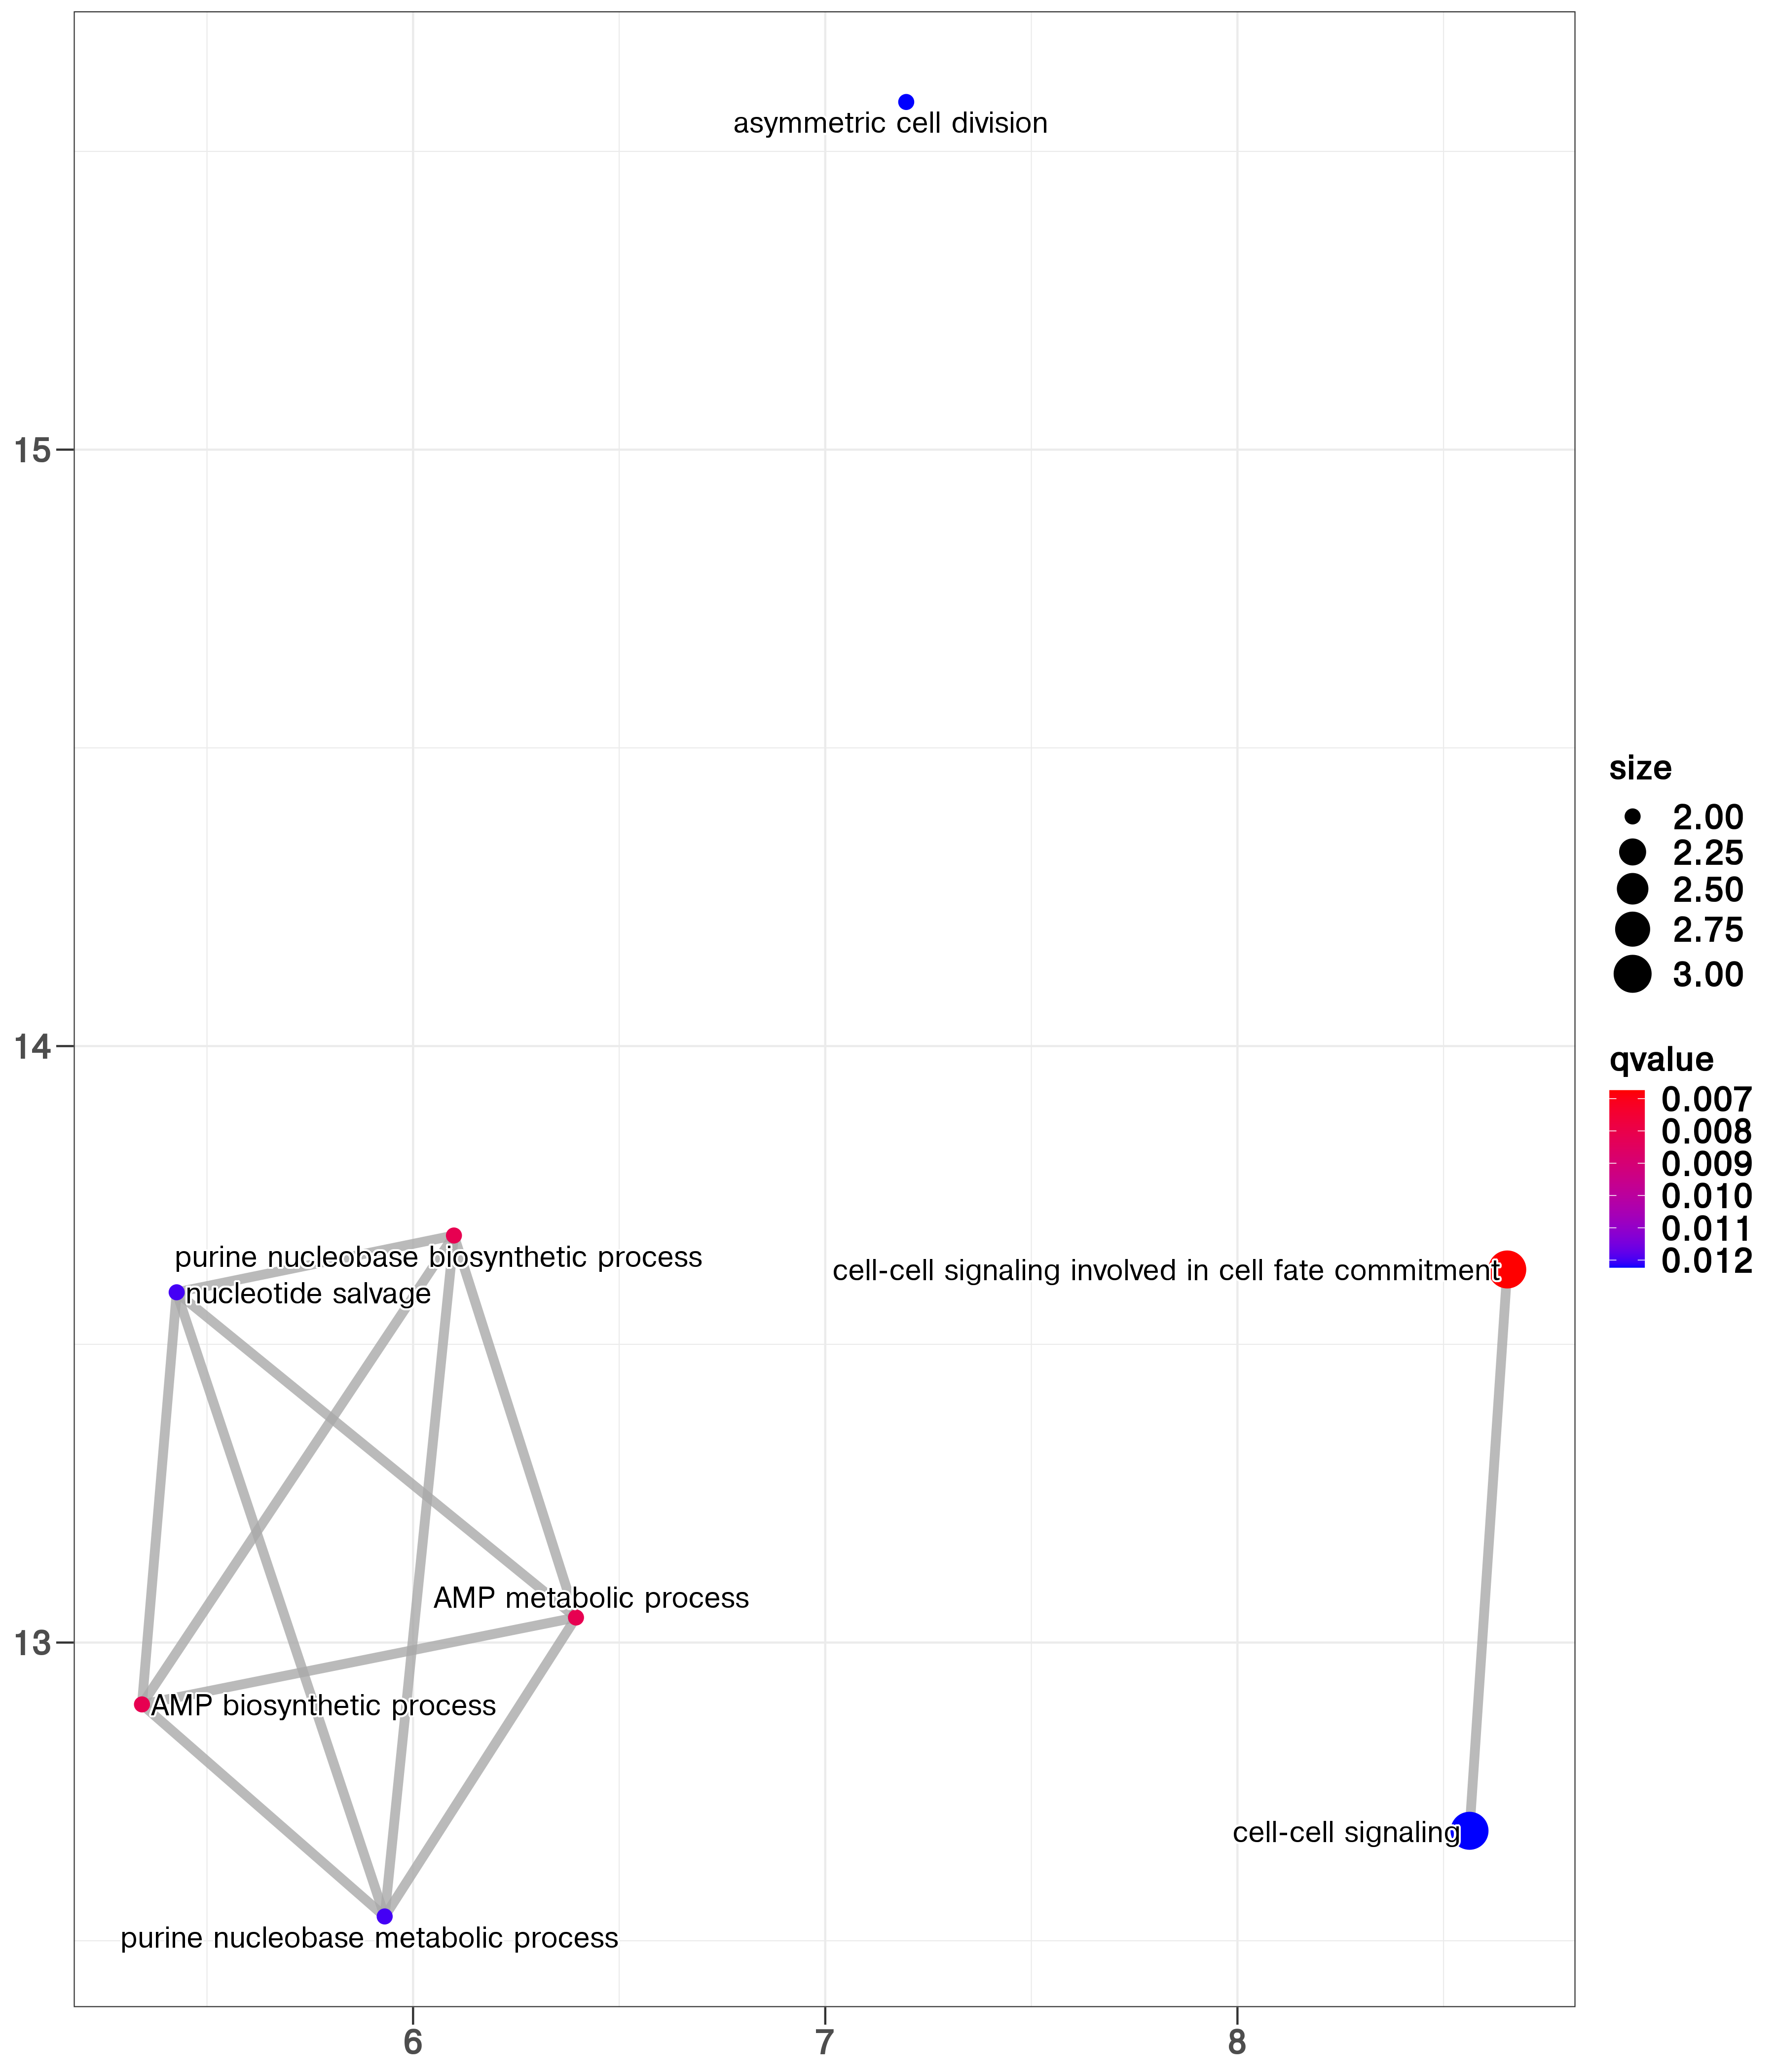 asymmetric cell division
15
14
13
purine nucleobase biosynthetic process
nucleotide salvage
cell-cell signaling involved in cell fate commitment
AMP metabolic process
AMP biosynthetic process
cell-cell signaling
purine nucleobase metabolic process
6
7
8
size
2.00
2.25
2.50
2.75
3.00
qvalue
0.007
0.008
0.009
0.010
0.011
0.012